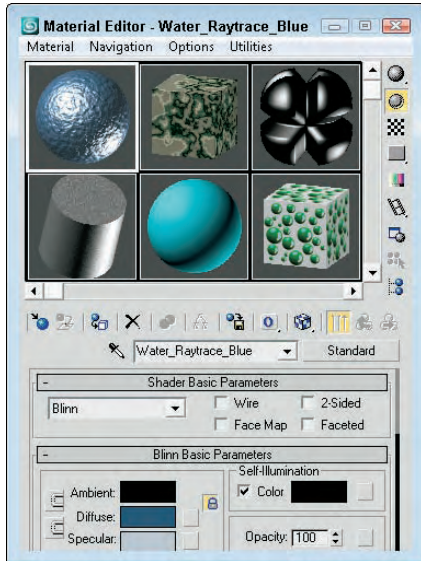 Material Editor - Water_Raytrace_Blue
Material Navigation Options Utilities
Water_Raytrace_Blue Standard
- Shader Basic Parameters
Blinn Wire 2-Sided
Face Map Faceted
- Blinn Basic Parameters
Self-Illumination
Ambient: Color
Diffuse:
Specular: Opacity: 100